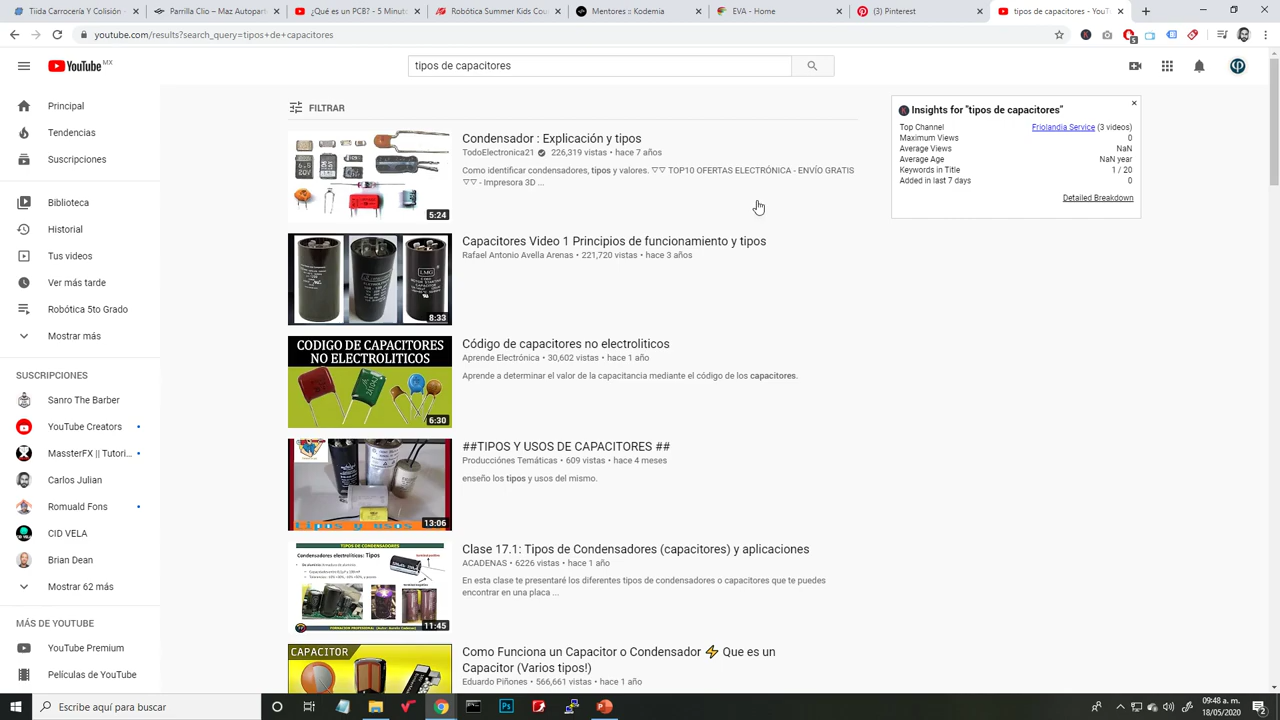 Tinta Carrocería y Colisión - C
Parrilla Clio – Maz Autopart
Qué es un PCB? - S
YouTube
Mentores :: Kodemia
EVA - Home
(3) Pinterest
tipos de capacitores - YouT
youtube.com/results?search_query=tipos+de+capacitores
YouTube MX
tipos de capacitores
Principal
Tendencias
Suscripciones
Biblioteca
Historial
Tus videos
Ver más tarde
Robótica 5to Grado
Mostrar más
SUSCRIPCIONES
Sanro The Barber
YouTube Creators
MassterFX || Tutori...
Carlos Julian
Romuald Fons
CID VELA
Brian Dean
Mostrar 62 más
MÁS DE YOUTUBE
YouTube Premium
Películas de YouTube
FILTRAR
5:24
Condensador : Explicación y tipos
TodoElectronica21 226,319 vistas • hace 7 años
Como identificar condensadores, tipos y valores. ▽▽ TOP10 OFERTAS ELECTRÓNICA - ENVÍO GRATIS
▽▽ - Impresora 3D ...
8:33
Capacitores Video 1 Principios de funcionamiento y tipos
Rafael Antonio Avella Arenas • 221,720 vistas • hace 3 años
CODIGO DE CAPACITORES
NO ELECTROLITICOS
6:30
Código de capacitores no electroliticos
Aprende Electrónica • 30,602 vistas • hace 1 año
Aprende a determinar el valor de la capacitancia mediante el código de los capacitores.
tipos y usos
13:06
##TIPOS Y USOS DE CAPACITORES ##
Producciónes Temáticas • 609 vistas • hace 4 meses
enseño los tipos y usos del mismo.
TIPOS DE CONDENSADORES
Condensadores electrolíticos: Tipos
11:45
Clase 17.1: Tipos de Condensadores (capacitores) y aplicaciones
ACADENAS • 6226 vistas • hace 1 año
En esta clase te presentaré los diferentes tipos de condensadores o capacitores que te puedes
encontrar en una placa ...
CAPACITOR
Como Funciona un Capacitor o Condensador ⚡ Que es un
Capacitor (Varios tipos!)
Eduardo Piñones • 566,661 vistas • hace 1 año
Insights for "tipos de capacitores"
Top Channel Friolandia Service (3 videos)
Maximum Views 0
Average Views NaN
Average Age NaN year
Keywords in Title 1 / 20
Added in last 7 days 0
Detailed Breakdown
Escribe aquí para buscar
09:48 a. m.
18/05/2020